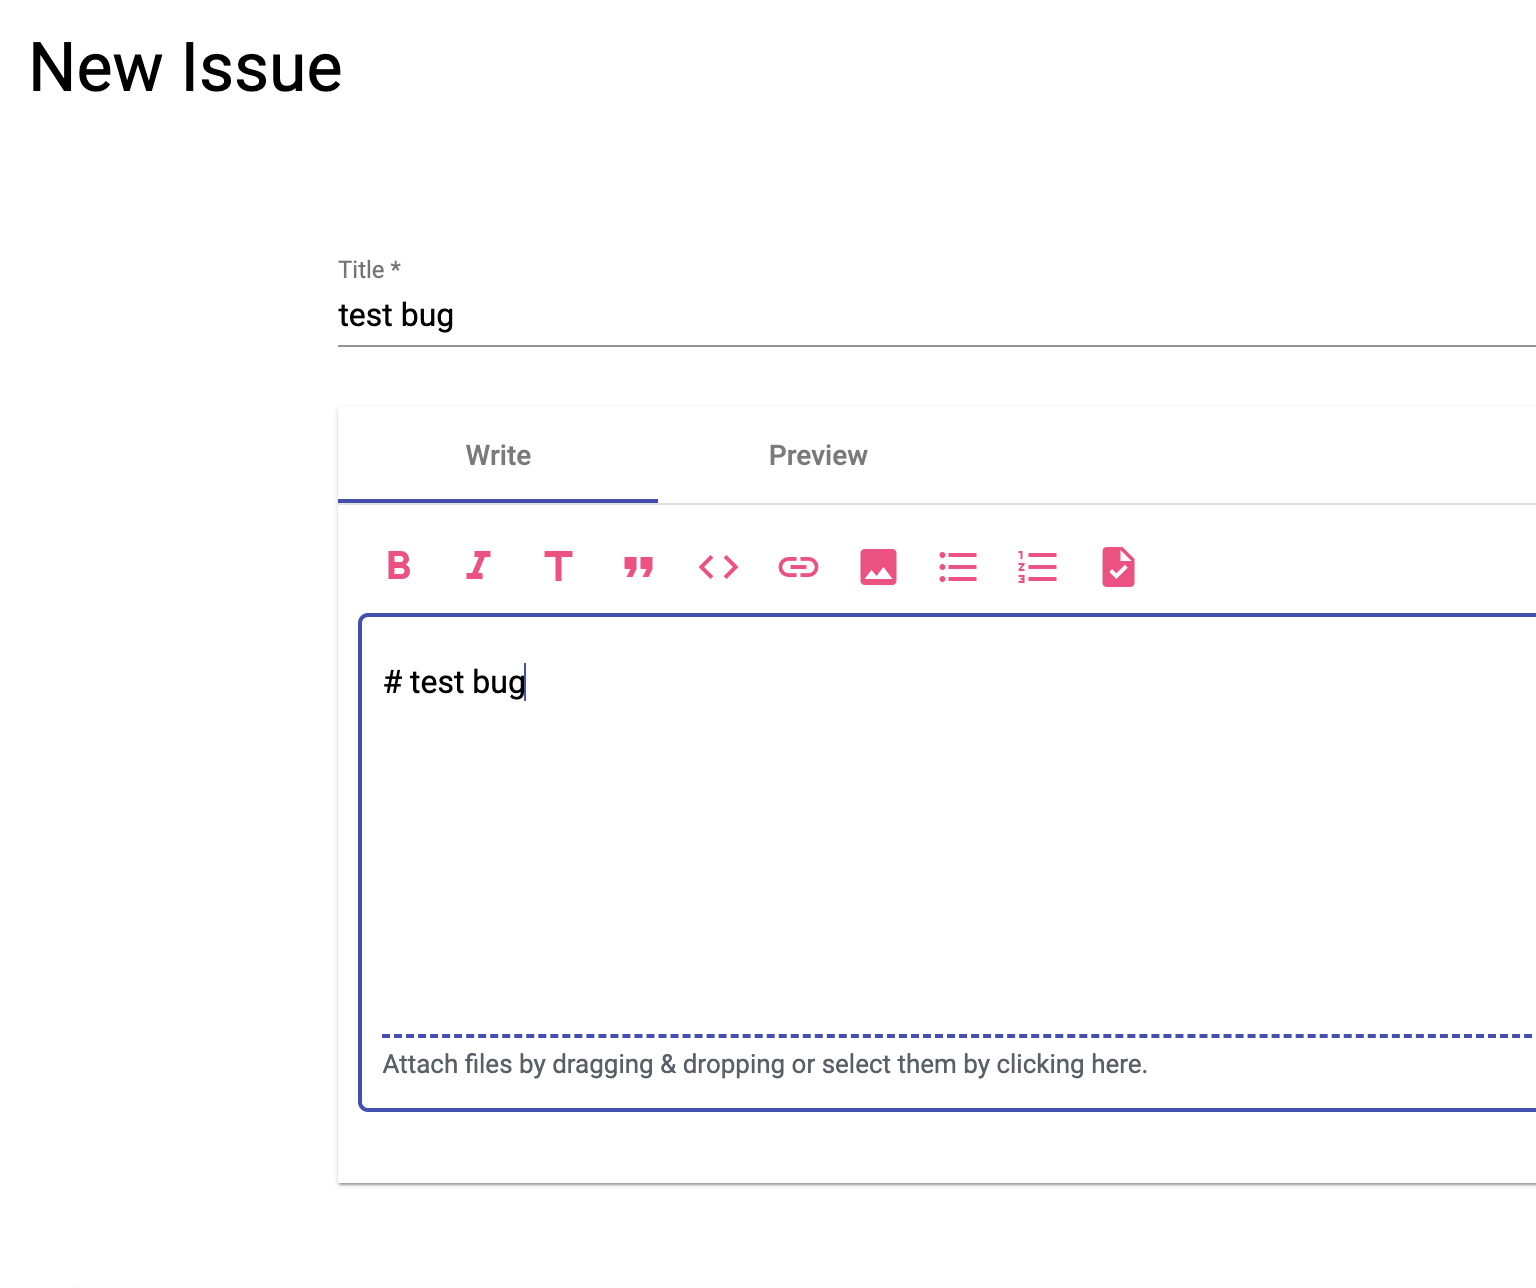 New Issue
Title *
test bug
Write Preview
# test bug
Attach files by dragging & dropping or select them by clicking here.